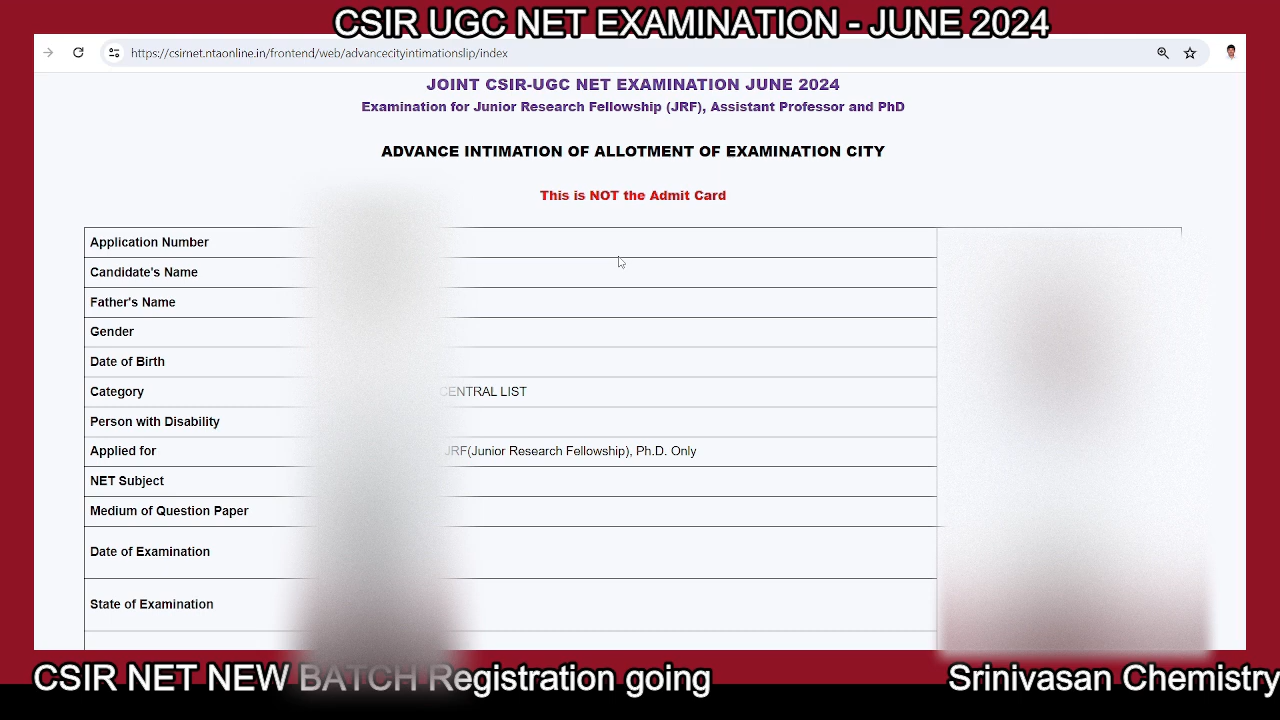 CSIR UGC NET EXAMINATION - JUNE 2024
https://csirnet.ntaonline.in/frontend/web/advancecityintimationslip/index
JOINT CSIR-UGC NET EXAMINATION JUNE 2024
Examination for Junior Research Fellowship (JRF), Assistant Professor and PhD
ADVANCE INTIMATION OF ALLOTMENT OF EXAMINATION CITY
This is NOT the Admit Card
Application Number
Candidate's Name
Father's Name
Gender
Date of Birth
Category CENTRAL LIST
Person with Disability
Applied for JRF(Junior Research Fellowship), Ph.D. Only
NET Subject
Medium of Question Paper
Date of Examination
State of Examination
CSIR NET NEW BATCH Registration going
Srinivasan Chemistry